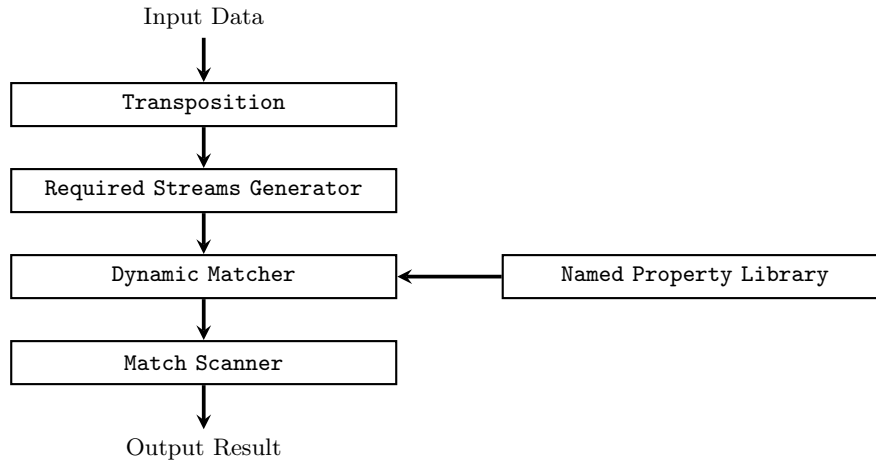 Input Data
Transposition
Required Streams Generator
Dynamic Matcher
Named Property Library
Match Scanner
Output Result